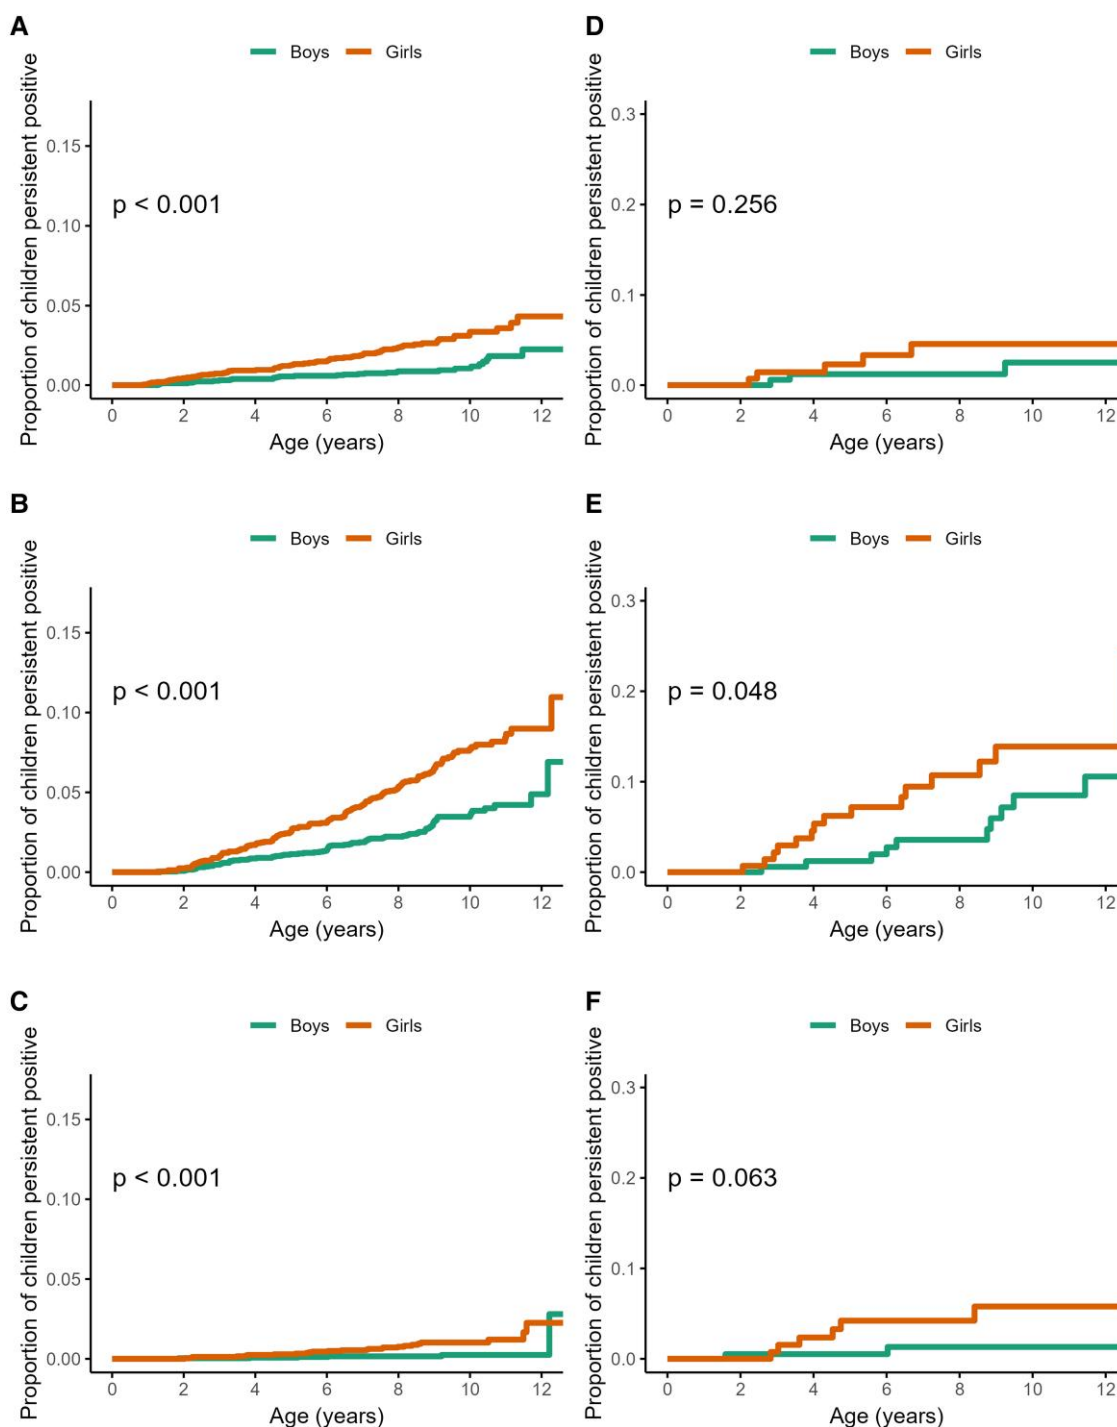 A
Boys Girls
Proportion of children persistent positive
0.15
0.10
0.05
0.00
p < 0.001
0 2 4 6 8 10 12
Age (years)
D
Boys Girls
Proportion of children persistent positive
0.3
0.2
0.1
0.0
p = 0.256
0 2 4 6 8 10 12
Age (years)
B
Boys Girls
Proportion of children persistent positive
0.15
0.10
0.05
0.00
p < 0.001
0 2 4 6 8 10 12
Age (years)
E
Boys Girls
Proportion of children persistent positive
0.3
0.2
0.1
0.0
p = 0.048
0 2 4 6 8 10 12
Age (years)
C
Boys Girls
Proportion of children persistent positive
0.15
0.10
0.05
0.00
p < 0.001
0 2 4 6 8 10 12
Age (years)
F
Boys Girls
Proportion of children persistent positive
0.3
0.2
0.1
0.0
p = 0.063
0 2 4 6 8 10 12
Age (years)